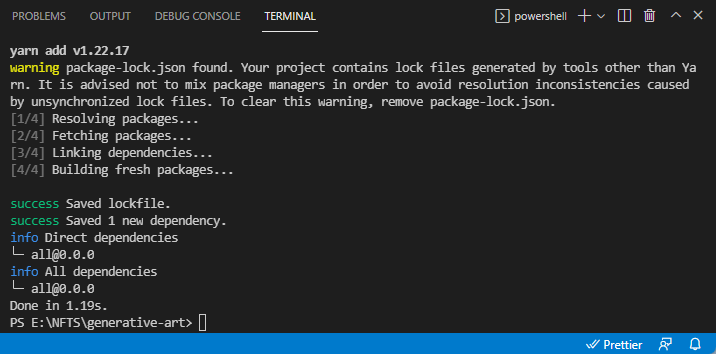 PROBLEMS OUTPUT DEBUG CONSOLE TERMINAL powershell
yarn add v1.22.17
warning package-lock.json found. Your project contains lock files generated by tools other than Ya
rn. It is advised not to mix package managers in order to avoid resolution inconsistencies caused
by unsynchronized lock files. To clear this warning, remove package-lock.json.
[1/4] Resolving packages...
[2/4] Fetching packages...
[3/4] Linking dependencies...
[4/4] Building fresh packages...
success Saved lockfile.
success Saved 1 new dependency.
info Direct dependencies
└─ all@0.0.0
info All dependencies
└─ all@0.0.0
Done in 1.19s.
PS E:\NFTS\generative-art>
Prettier